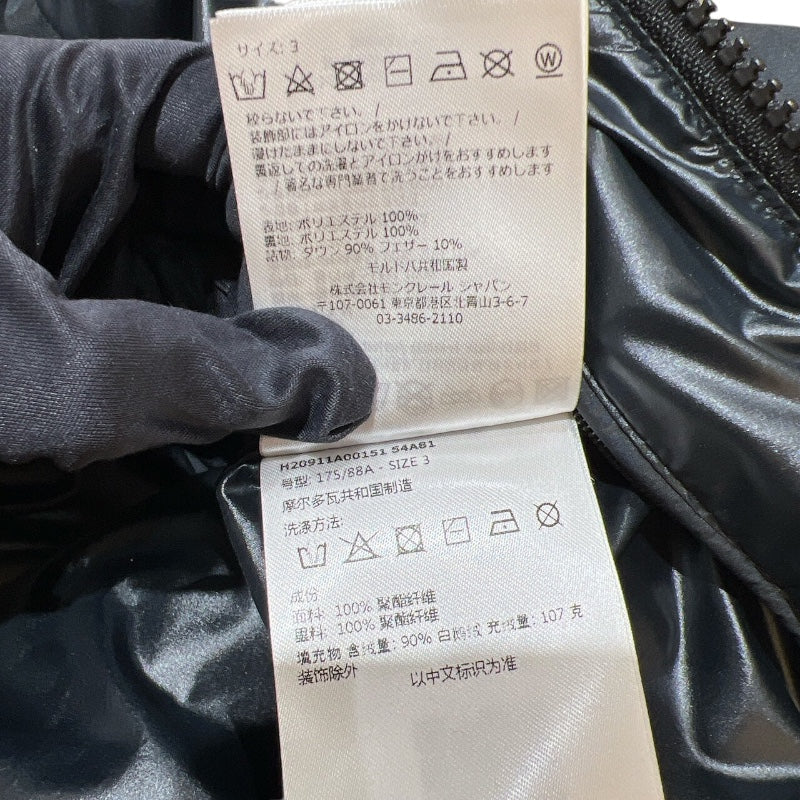 サイズ: 3
W
絞らないで下さい。/
装飾部にはアイロンをかけないで下さい。/
浸けたままにしないで下さい。/
裏返しての洗濯とアイロンがけをおすすめします
/ 著名な専門業者で洗うことをおすすめします
表地: ポリエステル 100%
裏地: ポリエステル 100%
詰物: ダウン 90% フェザー 10%
モルドバ共和国製
株式会社モンクレール ジャパン
〒107-0061 東京都港区北青山3-6-7
03-3486-2110
H20911A00151 54A81
号型: 175/88A - SIZE 3
摩尔多瓦共和国制造
洗涤方法:
成份
面料: 100% 聚酯纤维
里料: 100% 聚酯纤维
填充物 含绒量: 90% 白鹅绒 充绒量: 107 克
装饰除外 以中文标识为准